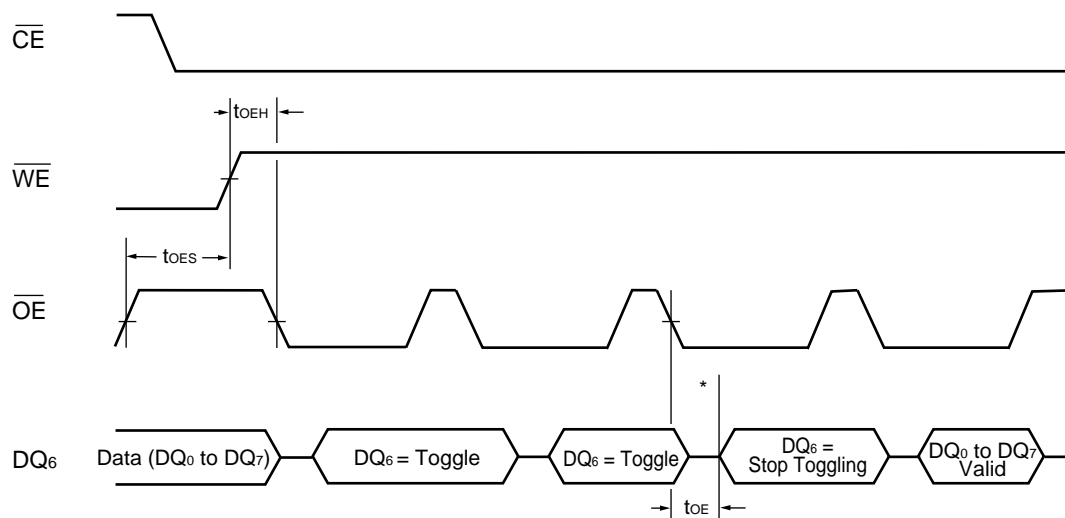 CE
tOEH
WE
tOES
OE
*
DQ6
Data (DQ0 to DQ7)
DQ6 = Toggle
DQ6 = Toggle
DQ6 =
Stop Toggling
DQ0 to DQ7
Valid
tOE